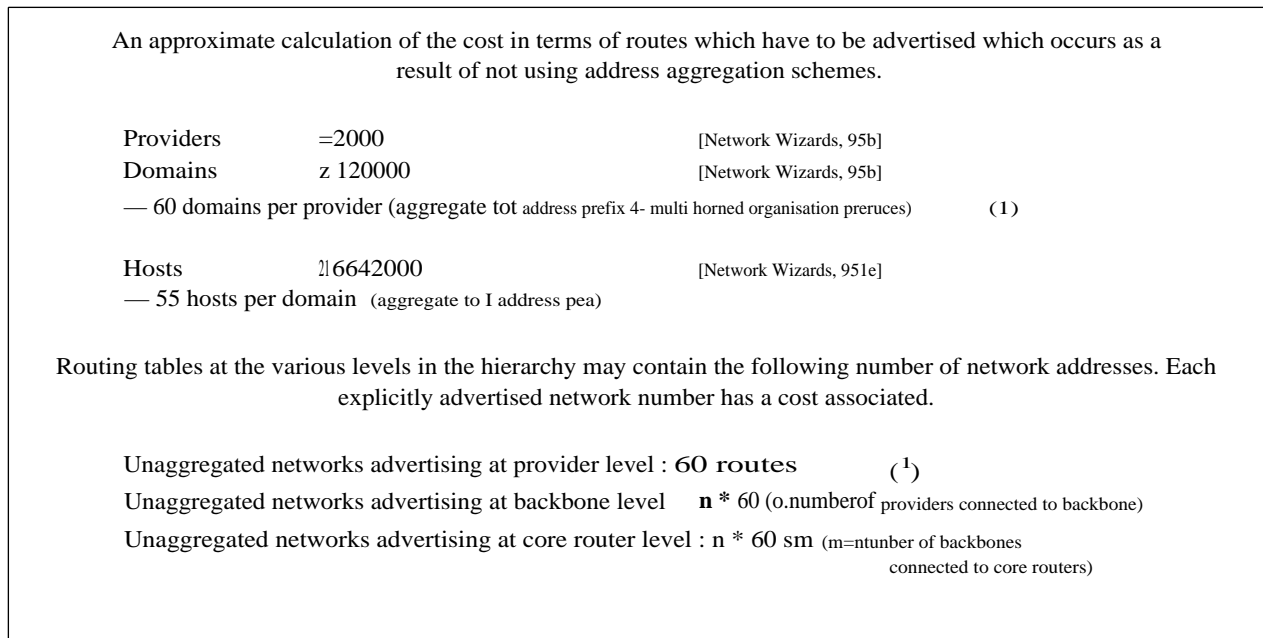 An approximate calculation of the cost in terms of routes which have to be advertised which occurs as a
result of not using address aggregation schemes.
Providers =2000 [Network Wizards, 95b]
Domains z 120000 [Network Wizards, 95b]
— 60 domains per provider (aggregate tot address prefix 4- multi horned organisation preruces) (1)
Hosts 2l6642000 [Network Wizards, 951e]
— 55 hosts per domain (aggregate to I address pea)
Routing tables at the various levels in the hierarchy may contain the following number of network addresses. Each
explicitly advertised network number has a cost associated.
Unaggregated networks advertising at provider level : 60 routes (1)
Unaggregated networks advertising at backbone level n * 60 (o.numberof providers connected to backbone)
Unaggregated networks advertising at core router level : n * 60 sm (m=ntunber of backbones
connected to core routers)